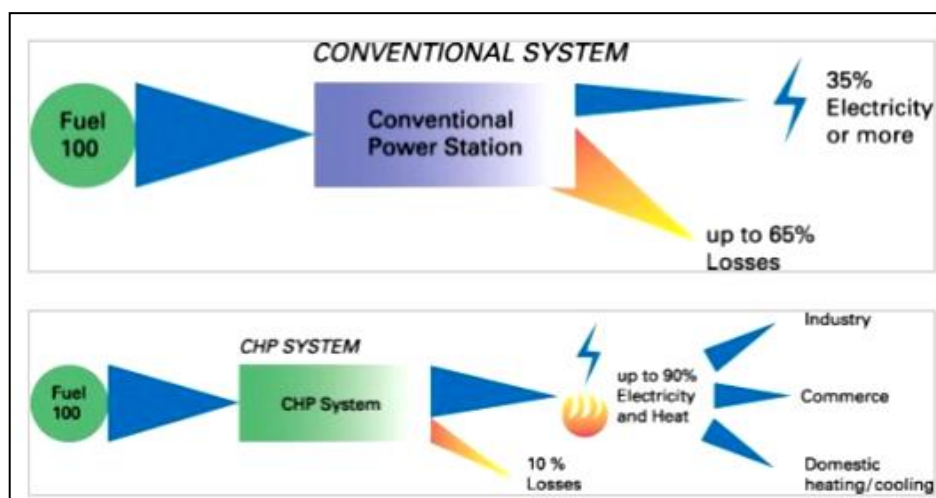 CONVENTIONAL SYSTEM
Fuel
100
Conventional
Power Station
35%
Electricity
or more
up to 65%
Losses
CHP SYSTEM
Fuel
100
CHP System
up to 90%
Electricity
and Heat
10 %
Losses
Industry
Commerce
Domestic
heating/cooling